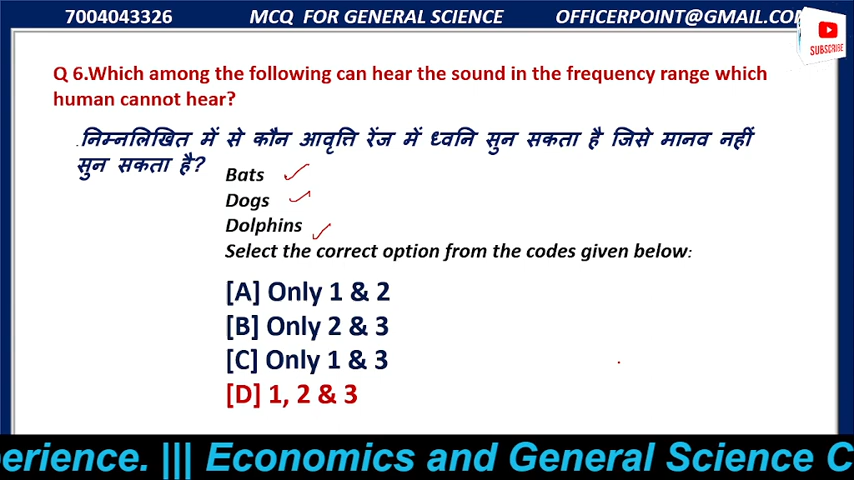 7004043326 MCQ FOR GENERAL SCIENCE OFFICERPOINT@GMAIL.CO
SUBSCRIBE
Q 6.Which among the following can hear the sound in the frequency range which
human cannot hear?
.निम्नलिखित में से कौन आवृत्ति रेंज में ध्वनि सुन सकता है जिसे मानव नहीं
सुन सकता है?
Bats
Dogs
Dolphins
Select the correct option from the codes given below:
[A] Only 1 & 2
[B] Only 2 & 3
[C] Only 1 & 3
[D] 1, 2 & 3
erience. ||| Economics and General Science C